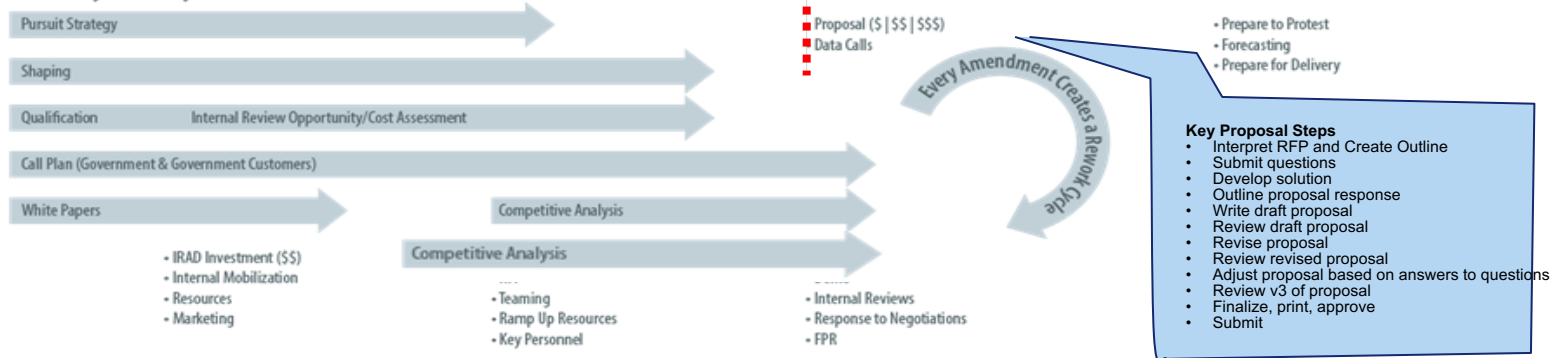 Pursuit Strategy
Shaping
Qualification Internal Review Opportunity/Cost Assessment
Call Plan (Government & Government Customers)
White Papers
Competitive Analysis
Competitive Analysis
• IRAD Investment ($$)
• Internal Mobilization
• Resources
• Marketing
• Teaming
• Ramp Up Resources
• Key Personnel
Proposal ($ | $$ | $$$)
Data Calls
Every Amendment Creates a Rework Cycle
• Internal Reviews
• Response to Negotiations
• FPR
• Prepare to Protest
• Forecasting
• Prepare for Delivery
Key Proposal Steps
• Interpret RFP and Create Outline
• Submit questions
• Develop solution
• Outline proposal response
• Write draft proposal
• Review draft proposal
• Revise proposal
• Review revised proposal
• Adjust proposal based on answers to questions
• Review v3 of proposal
• Finalize, print, approve
• Submit